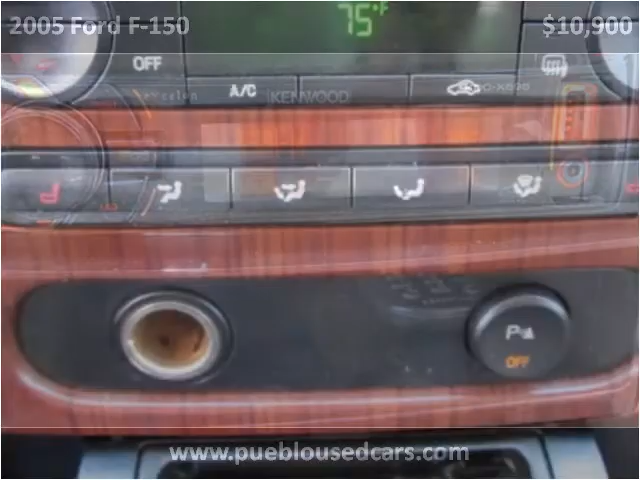 2005 Ford F-150 $10,900
75°F
OFF
A/C
KENWOOD
P
OFF
www.pueblousedcars.com